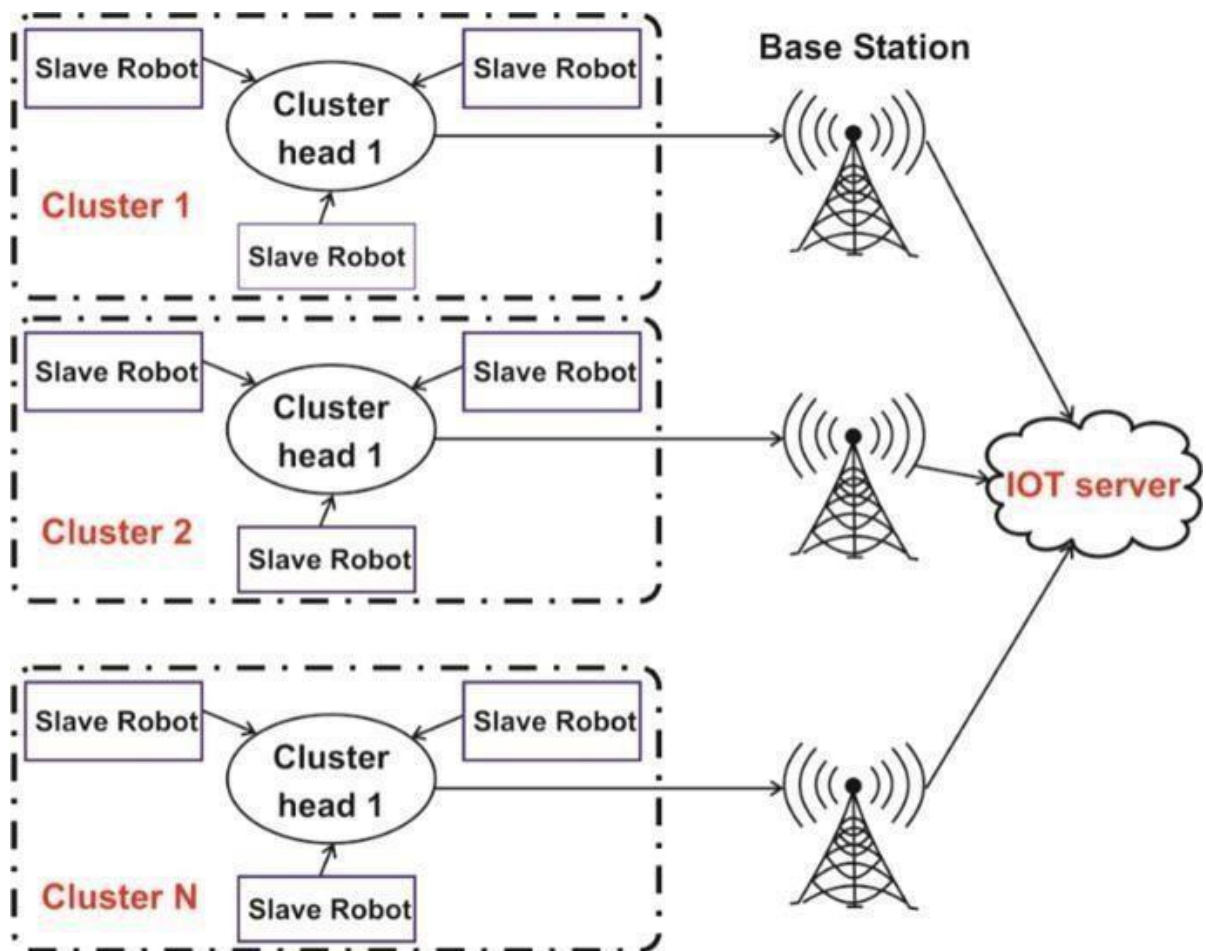 Slave Robot
Slave Robot
Cluster
head 1
Cluster 1
Slave Robot
Base Station
Slave Robot
Slave Robot
Cluster
head 1
Cluster 2
Slave Robot
IOT server
Slave Robot
Slave Robot
Cluster
head 1
Cluster N
Slave Robot